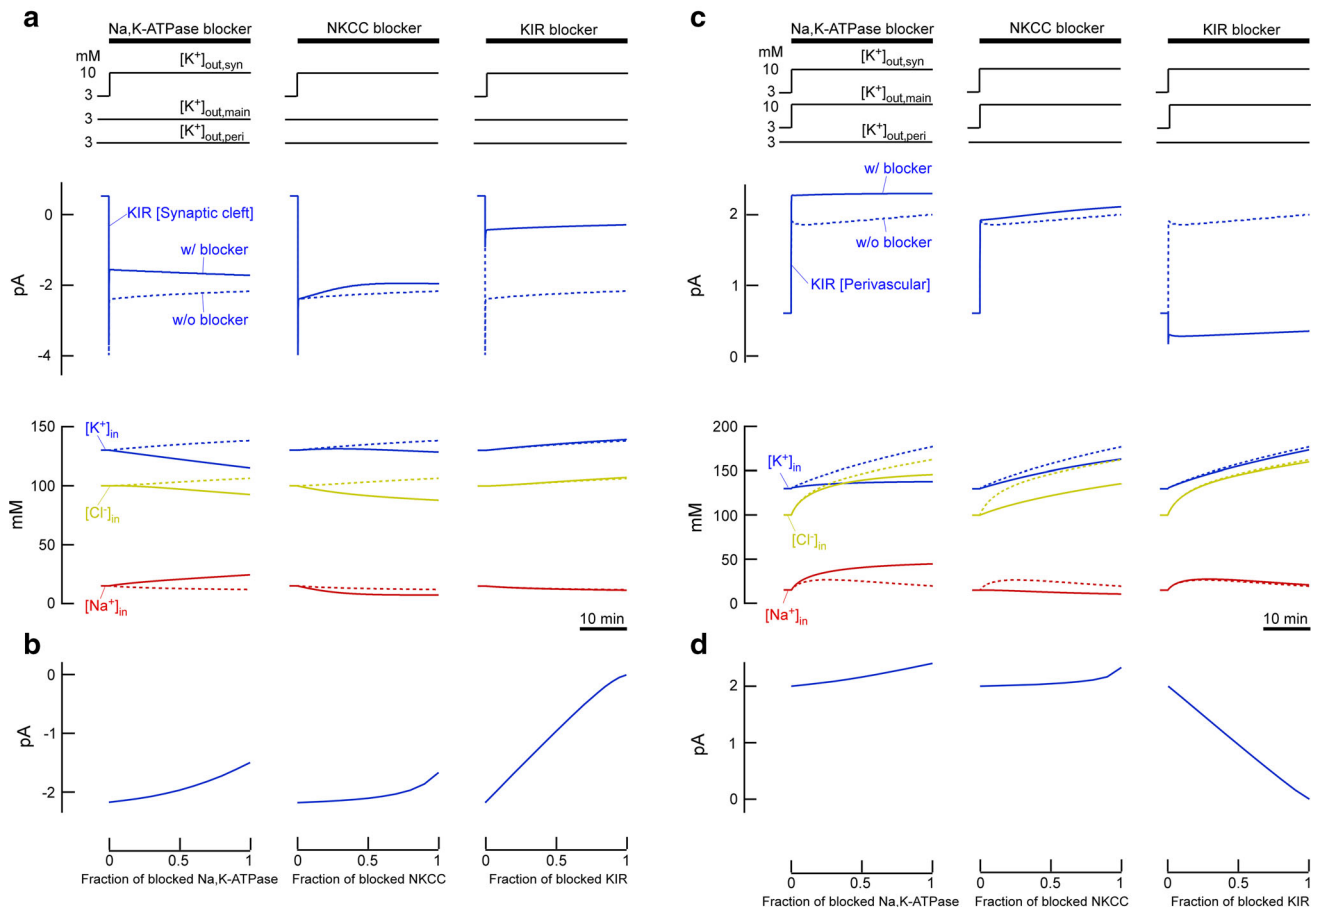 a
Na,K-ATPase blocker NKCC blocker KIR blocker
mM
[K⁺]out,syn
10
3
[K⁺]out,main
3
[K⁺]out,peri
3
0
-2
-4
pA
KIR [Synaptic cleft]
w/ blocker
w/o blocker
150
100
50
0
mM
[K⁺]in
[Cl⁻]in
[Na⁺]in
10 min
b
0
-1
-2
pA
0 0.5 1 0 0.5 1 0 0.5 1
Fraction of blocked Na,K-ATPase Fraction of blocked NKCC Fraction of blocked KIR
c
Na,K-ATPase blocker NKCC blocker KIR blocker
mM
[K⁺]out,syn
10
3
[K⁺]out,main
10
3
[K⁺]out,peri
3
2
1
0
pA
w/ blocker
w/o blocker
KIR [Perivascular]
200
150
100
50
0
mM
[K⁺]in
[Cl⁻]in
[Na⁺]in
10 min
d
2
1
0
pA
0 0.5 1 0 0.5 1 0 0.5 1
Fraction of blocked Na,K-ATPase Fraction of blocked NKCC Fraction of blocked KIR